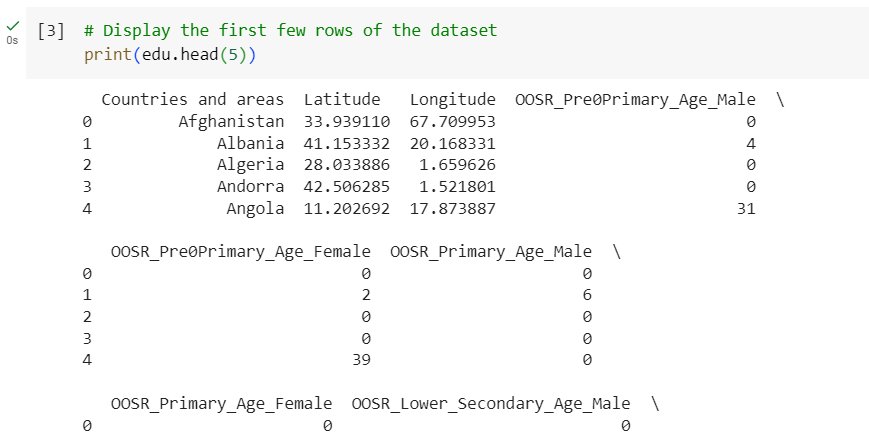 [3] # Display the first few rows of the dataset
0s
print(edu.head(5))
Countries and areas Latitude Longitude OOSR_Pre0Primary_Age_Male \
0 Afghanistan 33.939110 67.709953 0
1 Albania 41.153332 20.168331 4
2 Algeria 28.033886 1.659626 0
3 Andorra 42.506285 1.521801 0
4 Angola 11.202692 17.873887 31
OOSR_Pre0Primary_Age_Female OOSR_Primary_Age_Male \
0 0 0
1 2 6
2 0 0
3 0 0
4 39 0
OOSR_Primary_Age_Female OOSR_Lower_Secondary_Age_Male \
0 0 0